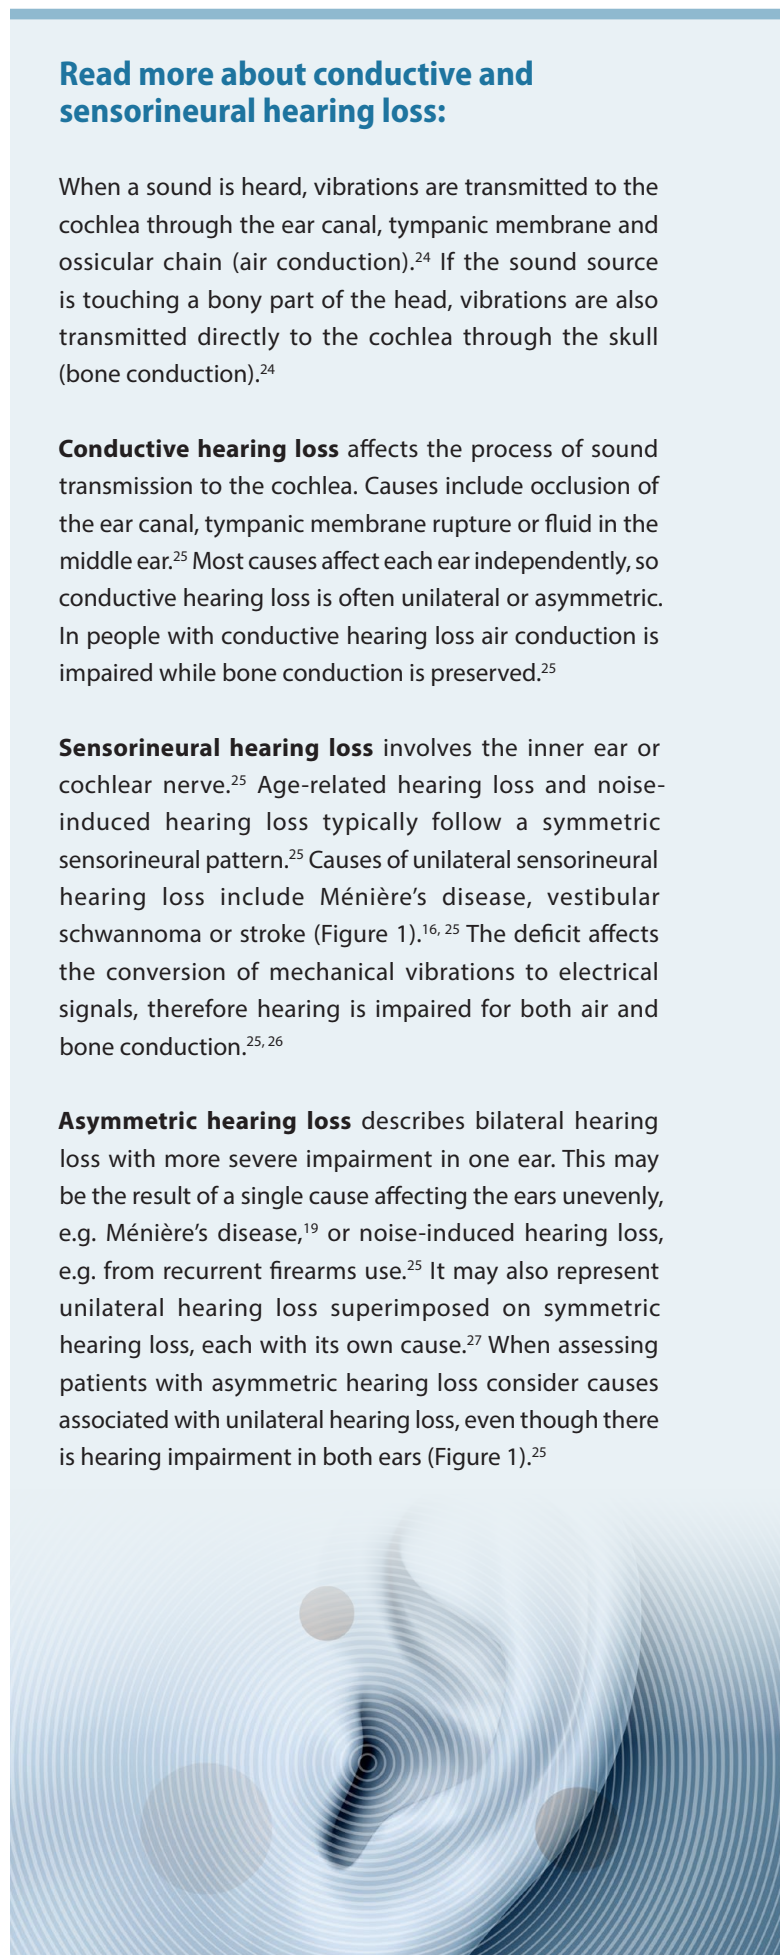 Read more about conductive and
sensorineural hearing loss:
When a sound is heard, vibrations are transmitted to the
cochlea through the ear canal, tympanic membrane and
ossicular chain (air conduction).24 If the sound source
is touching a bony part of the head, vibrations are also
transmitted directly to the cochlea through the skull
(bone conduction).24
Conductive hearing loss affects the process of sound
transmission to the cochlea. Causes include occlusion of
the ear canal, tympanic membrane rupture or fluid in the
middle ear.25 Most causes affect each ear independently, so
conductive hearing loss is often unilateral or asymmetric.
In people with conductive hearing loss air conduction is
impaired while bone conduction is preserved.25
Sensorineural hearing loss involves the inner ear or
cochlear nerve.25 Age-related hearing loss and noise-
induced hearing loss typically follow a symmetric
sensorineural pattern.25 Causes of unilateral sensorineural
hearing loss include Ménière’s disease, vestibular
schwannoma or stroke (Figure 1).16, 25 The deficit affects
the conversion of mechanical vibrations to electrical
signals, therefore hearing is impaired for both air and
bone conduction.25, 26
Asymmetric hearing loss describes bilateral hearing
loss with more severe impairment in one ear. This may
be the result of a single cause affecting the ears unevenly,
e.g. Ménière’s disease,19 or noise-induced hearing loss,
e.g. from recurrent firearms use.25 It may also represent
unilateral hearing loss superimposed on symmetric
hearing loss, each with its own cause.27 When assessing
patients with asymmetric hearing loss consider causes
associated with unilateral hearing loss, even though there
is hearing impairment in both ears (Figure 1).25